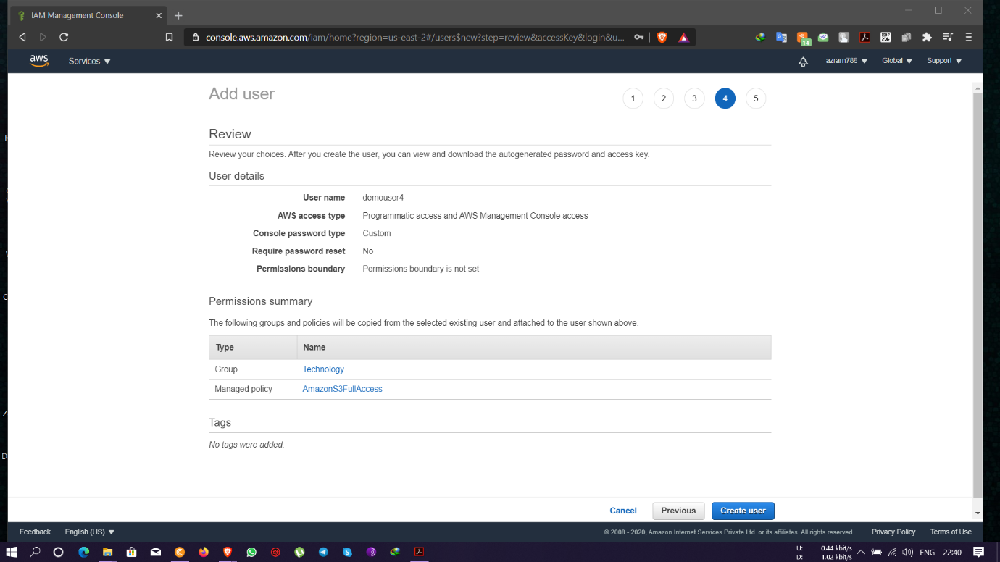 IAM Management Console
console.aws.amazon.com/iam/home?region=us-east-2#/users$new?step=review&accessKey&login&u...
14
aws
Services
azram786
Global
Support
Add user
1 2 3 4 5
Review
Review your choices. After you create the user, you can view and download the autogenerated password and access key.
User details
User name demouser4
AWS access type Programmatic access and AWS Management Console access
Console password type Custom
Require password reset No
Permissions boundary Permissions boundary is not set
Permissions summary
The following groups and policies will be copied from the selected existing user and attached to the user shown above.
Type Name
Group Technology
Managed policy AmazonS3FullAccess
Tags
No tags were added.
Cancel Previous Create user
Feedback English (US) © 2008 - 2020, Amazon Internet Services Private Ltd. or its affiliates. All rights reserved. Privacy Policy Terms of Use
U: 0.44 kbit/s
D: 1.02 kbit/s
ENG 22:40